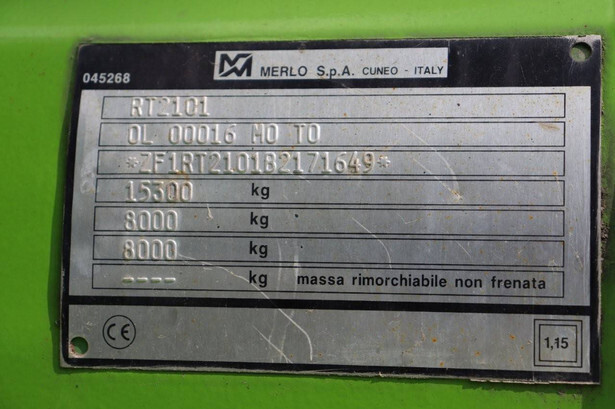 045268
MERLO S.p.A. CUNEO - ITALY
RT2101
OL 00016 MO TO
*ZF1RT2101B2171649*
15300 kg
8000 kg
8000 kg
---- kg massa rimorchiabile non frenata
CE
1,15